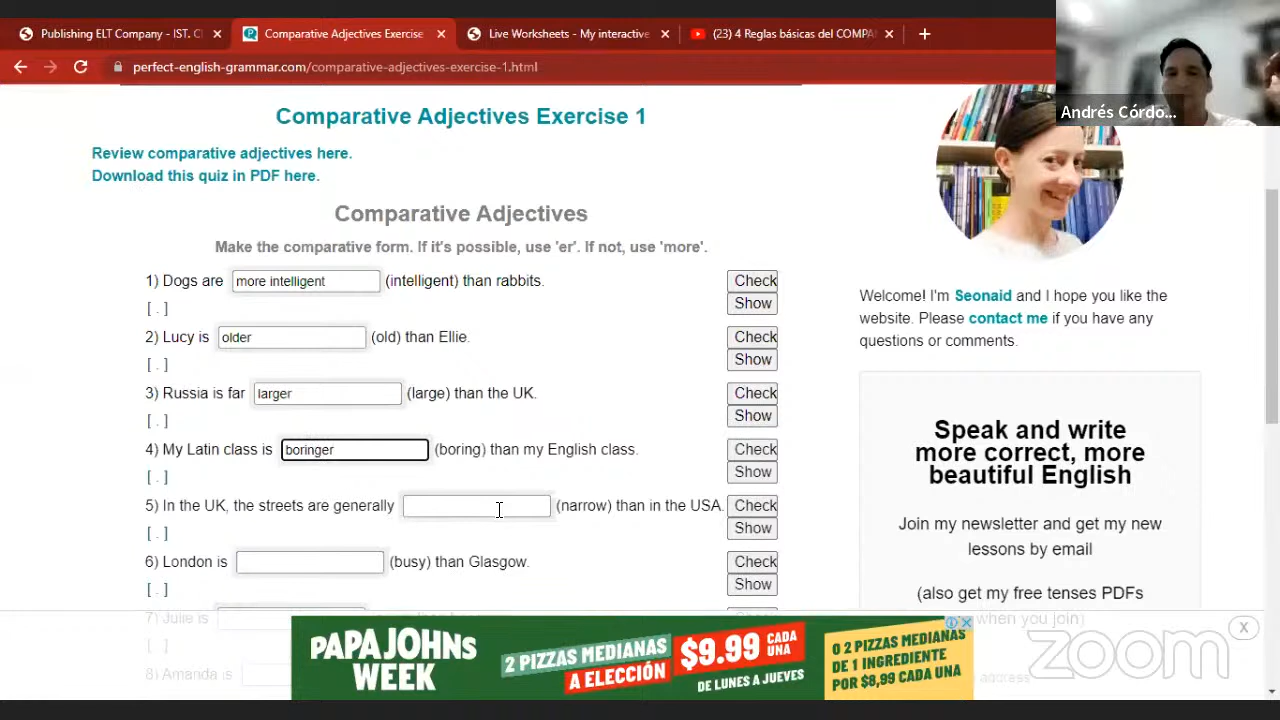 Publishing ELT Company - IST. C
Comparative Adjectives Exercise
Live Worksheets - My interactive
(23) 4 Reglas básicas del COMPA
perfect-english-grammar.com/comparative-adjectives-exercise-1.html
Andrés Córdo...
Comparative Adjectives Exercise 1
Review comparative adjectives here.
Download this quiz in PDF here.
Comparative Adjectives
Make the comparative form. If it's possible, use 'er'. If not, use 'more'.
1) Dogs are more intelligent (intelligent) than rabbits. Check
[ . ] Show
2) Lucy is older (old) than Ellie. Check
[ . ] Show
3) Russia is far larger (large) than the UK. Check
[ . ] Show
4) My Latin class is boringer (boring) than my English class. Check
[ . ] Show
5) In the UK, the streets are generally (narrow) than in the USA. Check
[ . ] Show
6) London is (busy) than Glasgow. Check
[ . ] Show
7) Julie is
[ . ]
8) Amanda is
Welcome! I'm Seonaid and I hope you like the
website. Please contact me if you have any
questions or comments.
Speak and write
more correct, more
beautiful English
Join my newsletter and get my new
lessons by email
(also get my free tenses PDFs
when you join)
address
PAPA JOHNS
WEEK
2 PIZZAS MEDIANAS
A ELECCIÓN
$9.99 CADA
UNA
DE LUNES A JUEVES
O 2 PIZZAS MEDIANAS
DE 1 INGREDIENTE
POR $8,99 CADA UNA
zoom